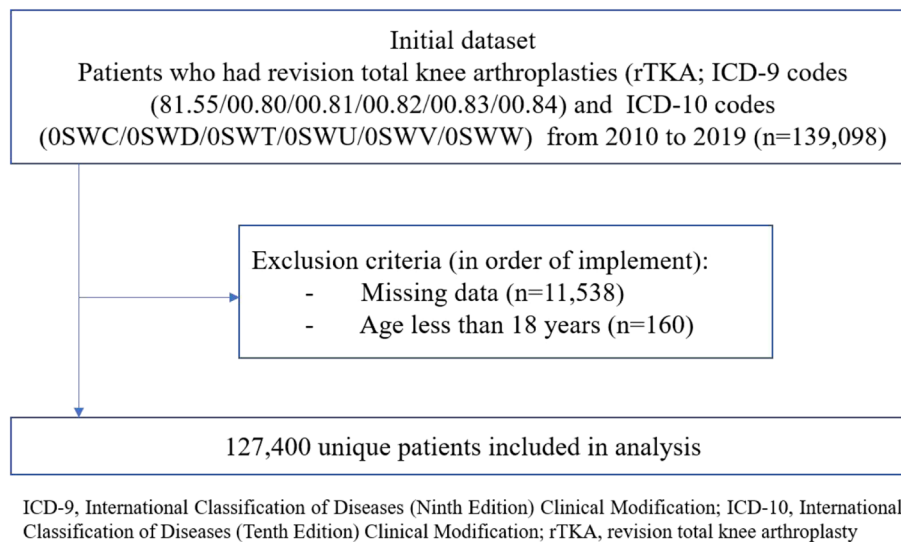 Initial dataset
Patients who had revision total knee arthroplasties (rTKA; ICD-9 codes
(81.55/00.80/00.81/00.82/00.83/00.84) and ICD-10 codes
(0SWC/0SWD/0SWT/0SWU/0SWV/0SWW) from 2010 to 2019 (n=139,098)
Exclusion criteria (in order of implement):
- Missing data (n=11,538)
- Age less than 18 years (n=160)
127,400 unique patients included in analysis
ICD-9, International Classification of Diseases (Ninth Edition) Clinical Modification; ICD-10, International
Classification of Diseases (Tenth Edition) Clinical Modification; rTKA, revision total knee arthroplasty